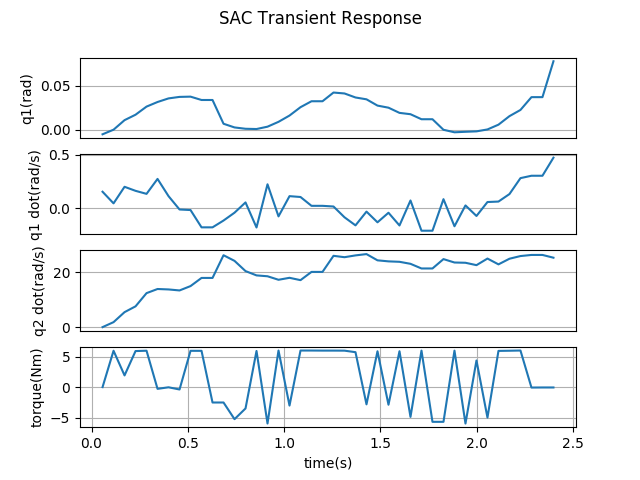 SAC Transient Response
q1(rad)
0.05
0.00
q1 dot(rad/s)
0.5
0.0
q2 dot(rad/s)
20
0
torque(Nm)
5
0
−5
0.0 0.5 1.0 1.5 2.0 2.5
time(s)